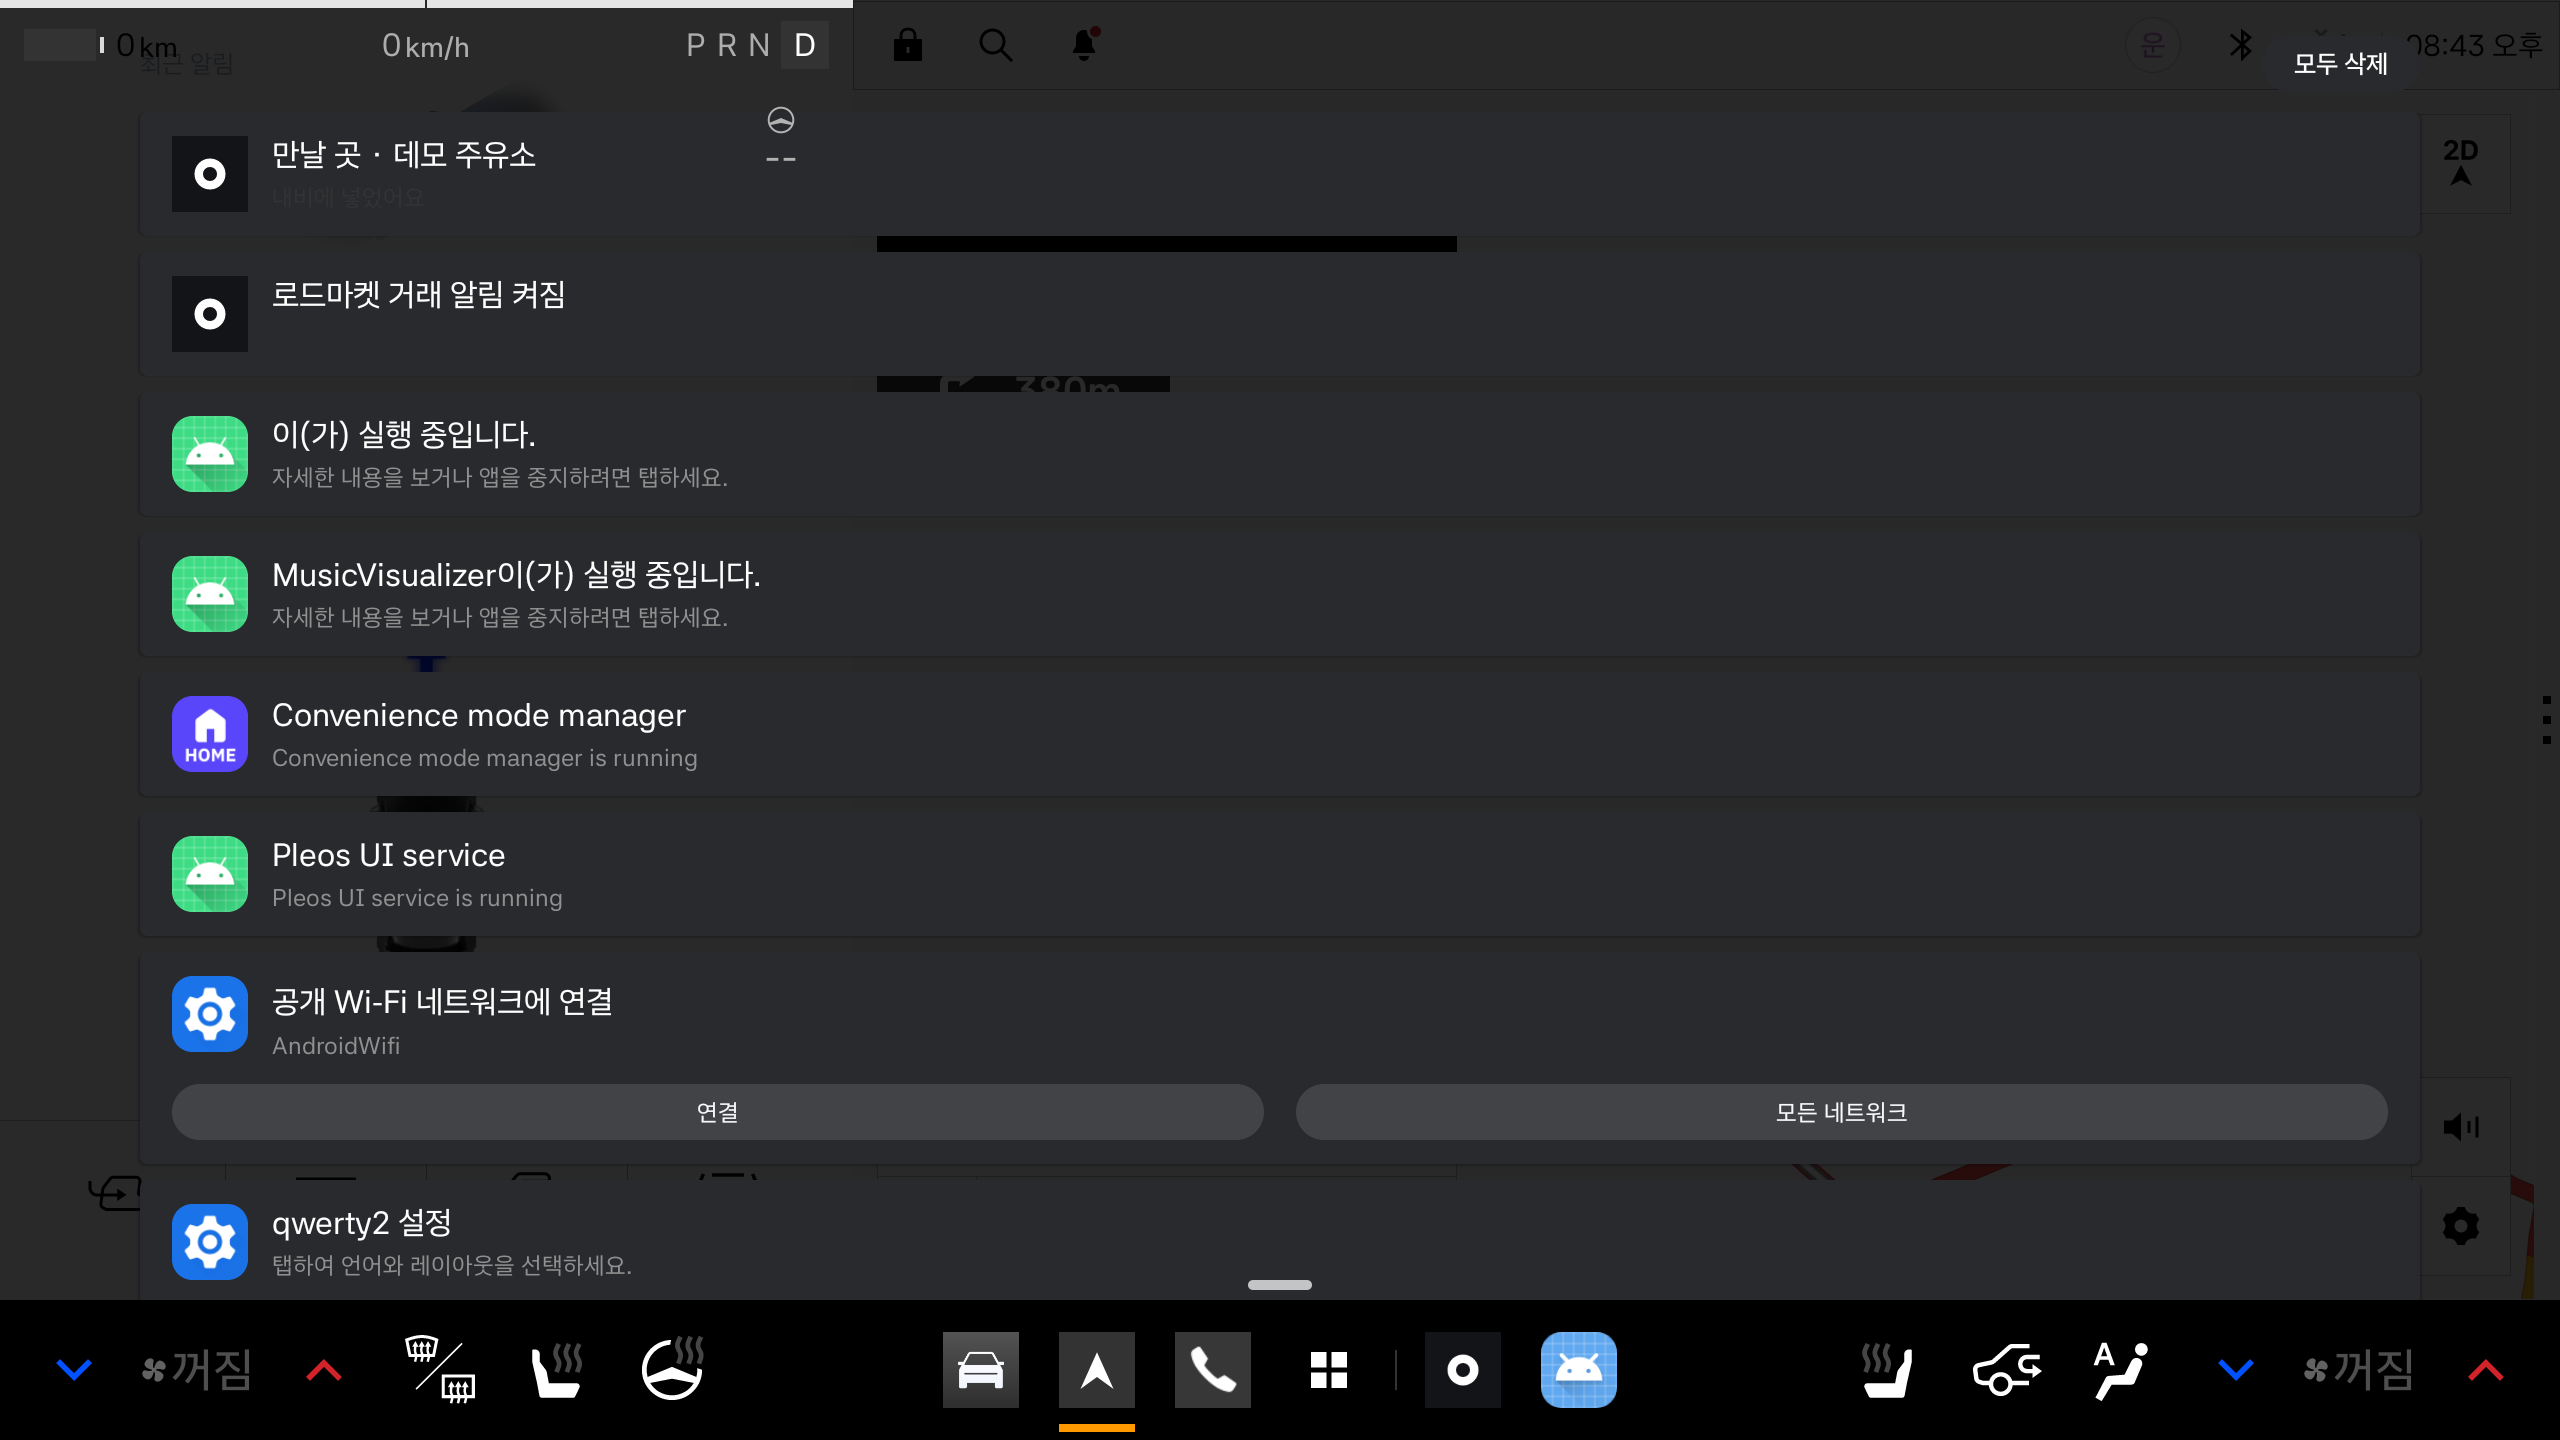 0 km
0 km/h
P R N D
08:43 오후
운
최근 알림
모두 삭제
만날 곳 · 데모 주유소
내비에 넣었어요
--
2D
로드마켓 거래 알림 켜짐
380m
이(가) 실행 중입니다.
자세한 내용을 보거나 앱을 중지하려면 탭하세요.
MusicVisualizer이(가) 실행 중입니다.
자세한 내용을 보거나 앱을 중지하려면 탭하세요.
HOME
Convenience mode manager
Convenience mode manager is running
Pleos UI service
Pleos UI service is running
공개 Wi-Fi 네트워크에 연결
AndroidWifi
연결
모든 네트워크
qwerty2 설정
탭하여 언어와 레이아웃을 선택하세요.
꺼짐
A
꺼짐